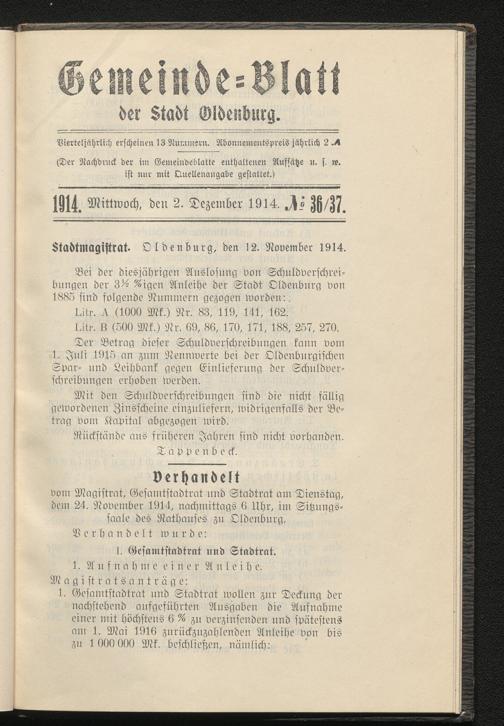 Gemeinde=Blatt
der Stadt Oldenburg.
Vierteljährlich erscheinen 13 Nummern. Abonnementspreis jährlich 2 ℳ
(Der Nachdruck der im Gemeindeblatte enthaltenen Aufsätze u. s. w.
ist nur mit Quellenangabe gestattet.)
1914. Mittwoch, den 2. Dezember 1914. № 36/37.
Stadtmagistrat. Oldenburg, den 12. November 1914.
Bei der diesjährigen Auslosung von Schuldverschrei-
bungen der 3½ %igen Anleihe der Stadt Oldenburg von
1885 sind folgende Nummern gezogen worden:
Litr. A (1000 Mk.) Nr. 83, 119, 141, 162.
Litr. B (500 Mk.) Nr. 69, 86, 170, 171, 188, 257, 270.
Der Betrag dieser Schuldverschreibungen kann vom
1. Juli 1915 an zum Nennwerte bei der Oldenburgischen
Spar- und Leihbank gegen Einlieferung der Schuldver-
schreibungen erhoben werden.
Mit den Schuldverschreibungen sind die nicht fällig
gewordenen Zinsscheine einzuliefern, widrigenfalls der Be-
trag vom Kapital abgezogen wird.
Rückstände aus früheren Jahren sind nicht vorhanden.
Tappenbeck.
Verhandelt
vom Magistrat, Gesamtstadtrat und Stadtrat am Dienstag,
dem 24. November 1914, nachmittags 6 Uhr, im Sitzungs-
saale des Rathauses zu Oldenburg.
Verhandelt wurde:
I. Gesamtstadtrat und Stadtrat.
1. Aufnahme einer Anleihe.
Magistratsanträge:
1. Gesamtstadtrat und Stadtrat wollen zur Deckung der
nachstehend aufgeführten Ausgaben die Aufnahme
einer mit höchstens 6 % zu verzinsenden und spätestens
am 1. Mai 1916 zurückzuzahlenden Anleihe von bis
zu 1 000 000 Mk. beschließen, nämlich: